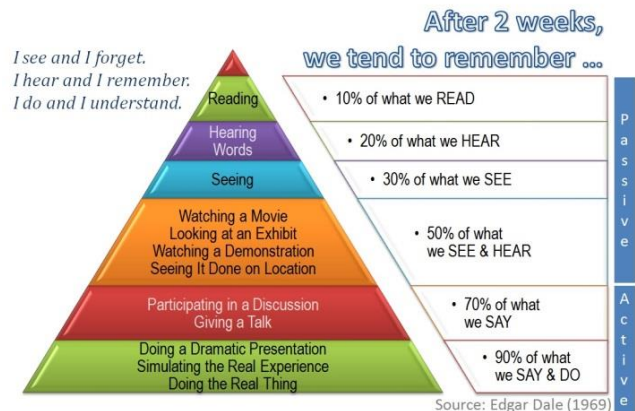 After 2 weeks,
we tend to remember ...
I see and I forget.
I hear and I remember.
I do and I understand.
Reading
• 10% of what we READ
Hearing
Words
• 20% of what we HEAR
Seeing
• 30% of what we SEE
Watching a Movie
Looking at an Exhibit
Watching a Demonstration
Seeing It Done on Location
• 50% of what
we SEE & HEAR
Participating in a Discussion
Giving a Talk
• 70% of what
we SAY
Doing a Dramatic Presentation
Simulating the Real Experience
Doing the Real Thing
• 90% of what
we SAY & DO
Passive
Active
Source: Edgar Dale (1969)